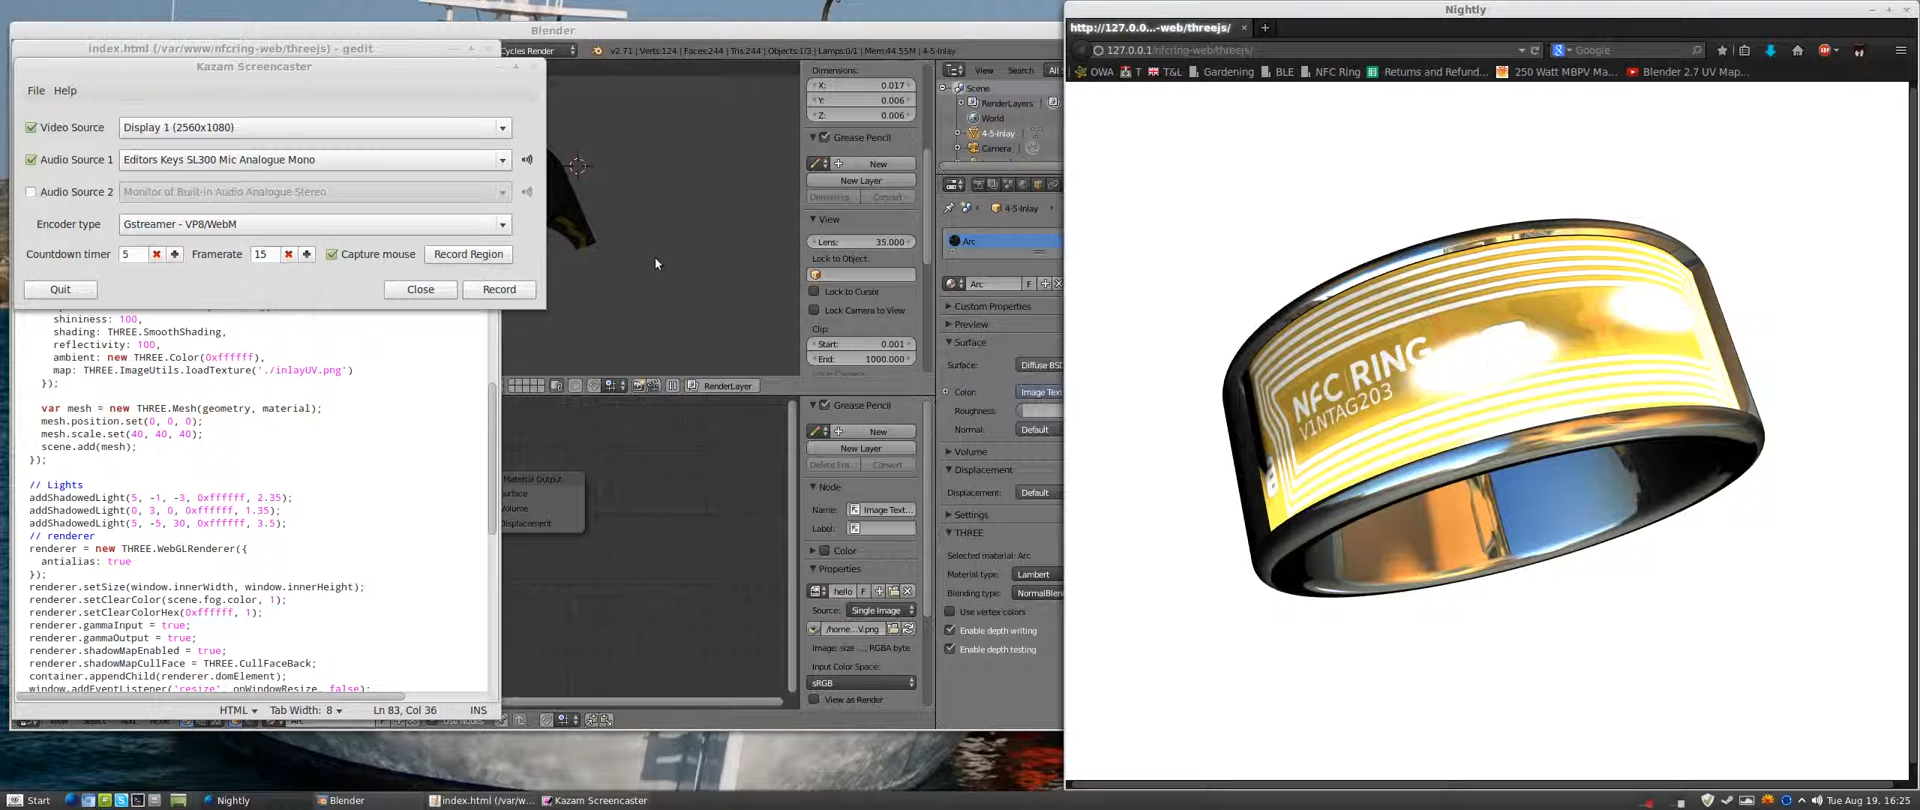 Nightly
http://127.0.0...-web/threejs/
127.0.0.1/nfcring-web/threejs/
Google
OWA
T
T&L
Gardening
BLE
NFC Ring
Returns and Refund...
250 Watt MBPV Ma...
Blender 2.7 UV Map...
NFC RING
V1NTAG203
Blender
index.html (/var/www/nfcring-web/threejs) - gedit
Kazam Screencaster
File Help
Video Source Display 1 (2560x1080)
Audio Source 1 Editors Keys SL300 Mic Analogue Mono
Audio Source 2 Monitor of Built-in Audio Analogue Stereo
Encoder type Gstreamer - VP8/WebM
Countdown timer 5 Framerate 15 Capture mouse Record Region
Quit Close Record
shininess: 100,
shading: THREE.SmoothShading,
reflectivity: 100,
ambient: new THREE.Color(0xffffff),
map: THREE.ImageUtils.loadTexture('./inlayUV.png')
});
var mesh = new THREE.Mesh(geometry, material);
mesh.position.set(0, 0, 0);
mesh.scale.set(40, 40, 40);
scene.add(mesh);
});
// Lights
addShadowedLight(5, -1, -3, 0xffffff, 2.35);
addShadowedLight(0, 3, 0, 0xffffff, 1.35);
addShadowedLight(5, -5, 30, 0xffffff, 3.5);
// renderer
renderer = new THREE.WebGLRenderer({
antialias: true
});
renderer.setSize(window.innerWidth, window.innerHeight);
renderer.setClearColor(scene.fog.color, 1);
renderer.setClearColorHex(0xffffff, 1);
renderer.gammaInput = true;
renderer.gammaOutput = true;
renderer.shadowMapEnabled = true;
renderer.shadowMapCullFace = THREE.CullFaceBack;
container.appendChild(renderer.domElement);
window.addEventListener('resize', onWindowResize, false);
HTML Tab Width: 8 Ln 83, Col 36 INS
Cycles Render
v2.71 | Verts:124 | Faces:244 | Tris:244 | Objects:1/3 | Lamps:0/1 | Mem:44.55M | 4-5-Inlay
Dimensions:
X: 0.017
Y: 0.006
Z: 0.006
Grease Pencil
New
New Layer
Convert
View
Lens: 35.000
Lock to Object:
Lock to Cursor
Lock Camera to View
Clip:
Start: 0.001
End: 1000.000
RenderLayer
Material Output
Surface
Volume
Displacement
Grease Pencil
New
New Layer
Delete Fra... Convert
Node
Name: Image Text...
Label:
Color
Properties
hello F
Source: Single Image
/home...V.png
Image: size ..., RGBA byte
Input Color Space:
sRGB
View as Render
View Search All S
Scene
RenderLayers
World
4-5-Inlay
Camera
4-5-Inlay
Arc
Arc F
Custom Properties
Preview
Surface
Surface: Diffuse BSD
Color: Image Text
Roughness:
Normal: Default
Volume
Displacement
Displacement: Default
Settings
THREE
Selected material: Arc
Material type: Lambert
Blending type: NormalBlen
Use vertex colors
Enable depth writing
Enable depth testing
Start
Nightly
Blender
index.html (/var/w...
Kazam Screencaster
Tue Aug 19, 16:25